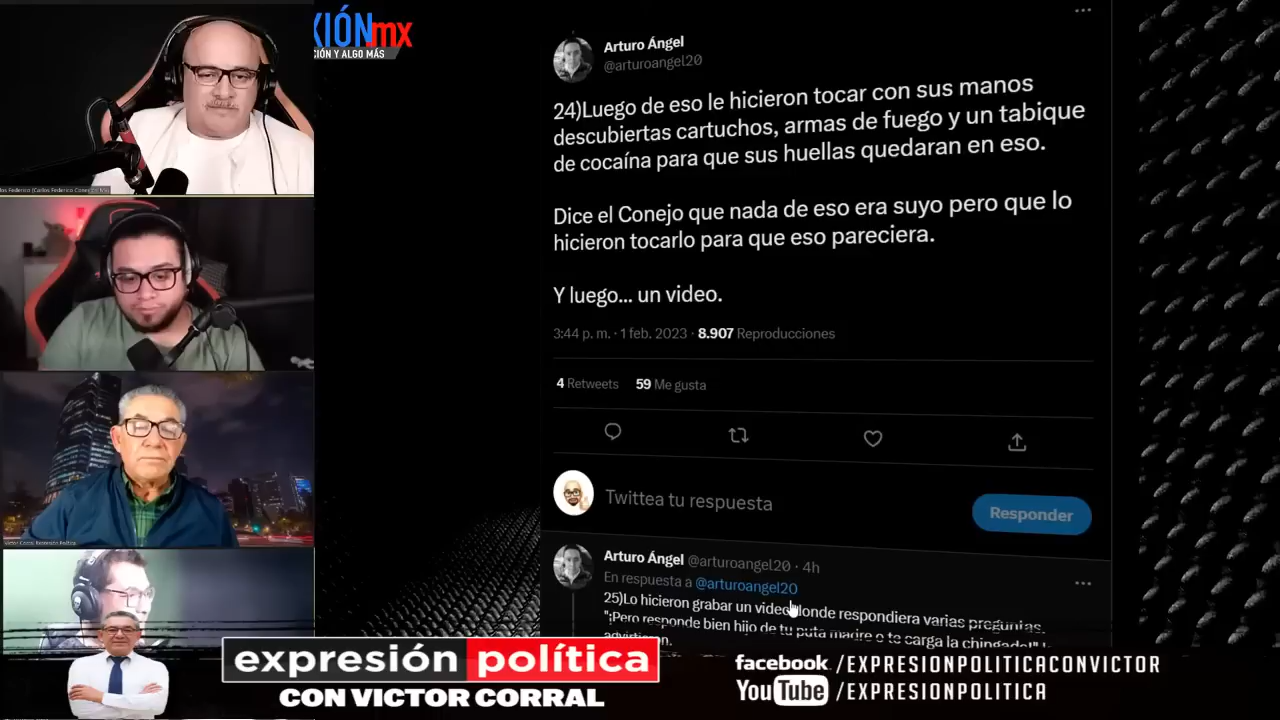 XIÓNmx
CIÓN Y ALGO MÁS
Arturo Ángel
@arturoangel20
24)Luego de eso le hicieron tocar con sus manos
descubiertas cartuchos, armas de fuego y un tabique
de cocaína para que sus huellas quedaran en eso.
Dice el Conejo que nada de eso era suyo pero que lo
hicieron tocarlo para que eso pareciera.
Y luego... un video.
3:44 p. m. · 1 feb. 2023 · 8.907 Reproducciones
4 Retweets 59 Me gusta
Twittea tu respuesta
Responder
Arturo Ángel @arturoangel20 · 4h
En respuesta a @arturoangel20
25)Lo hicieron grabar un video donde respondiera varias preguntas.
"¡Pero responde bien hijo de tu puta madre o te carga la chingada!"
advirtieron.
expresión política
CON VICTOR CORRAL
facebook /EXPRESIONPOLITICACONVICTOR
YouTube /EXPRESIONPOLITICA